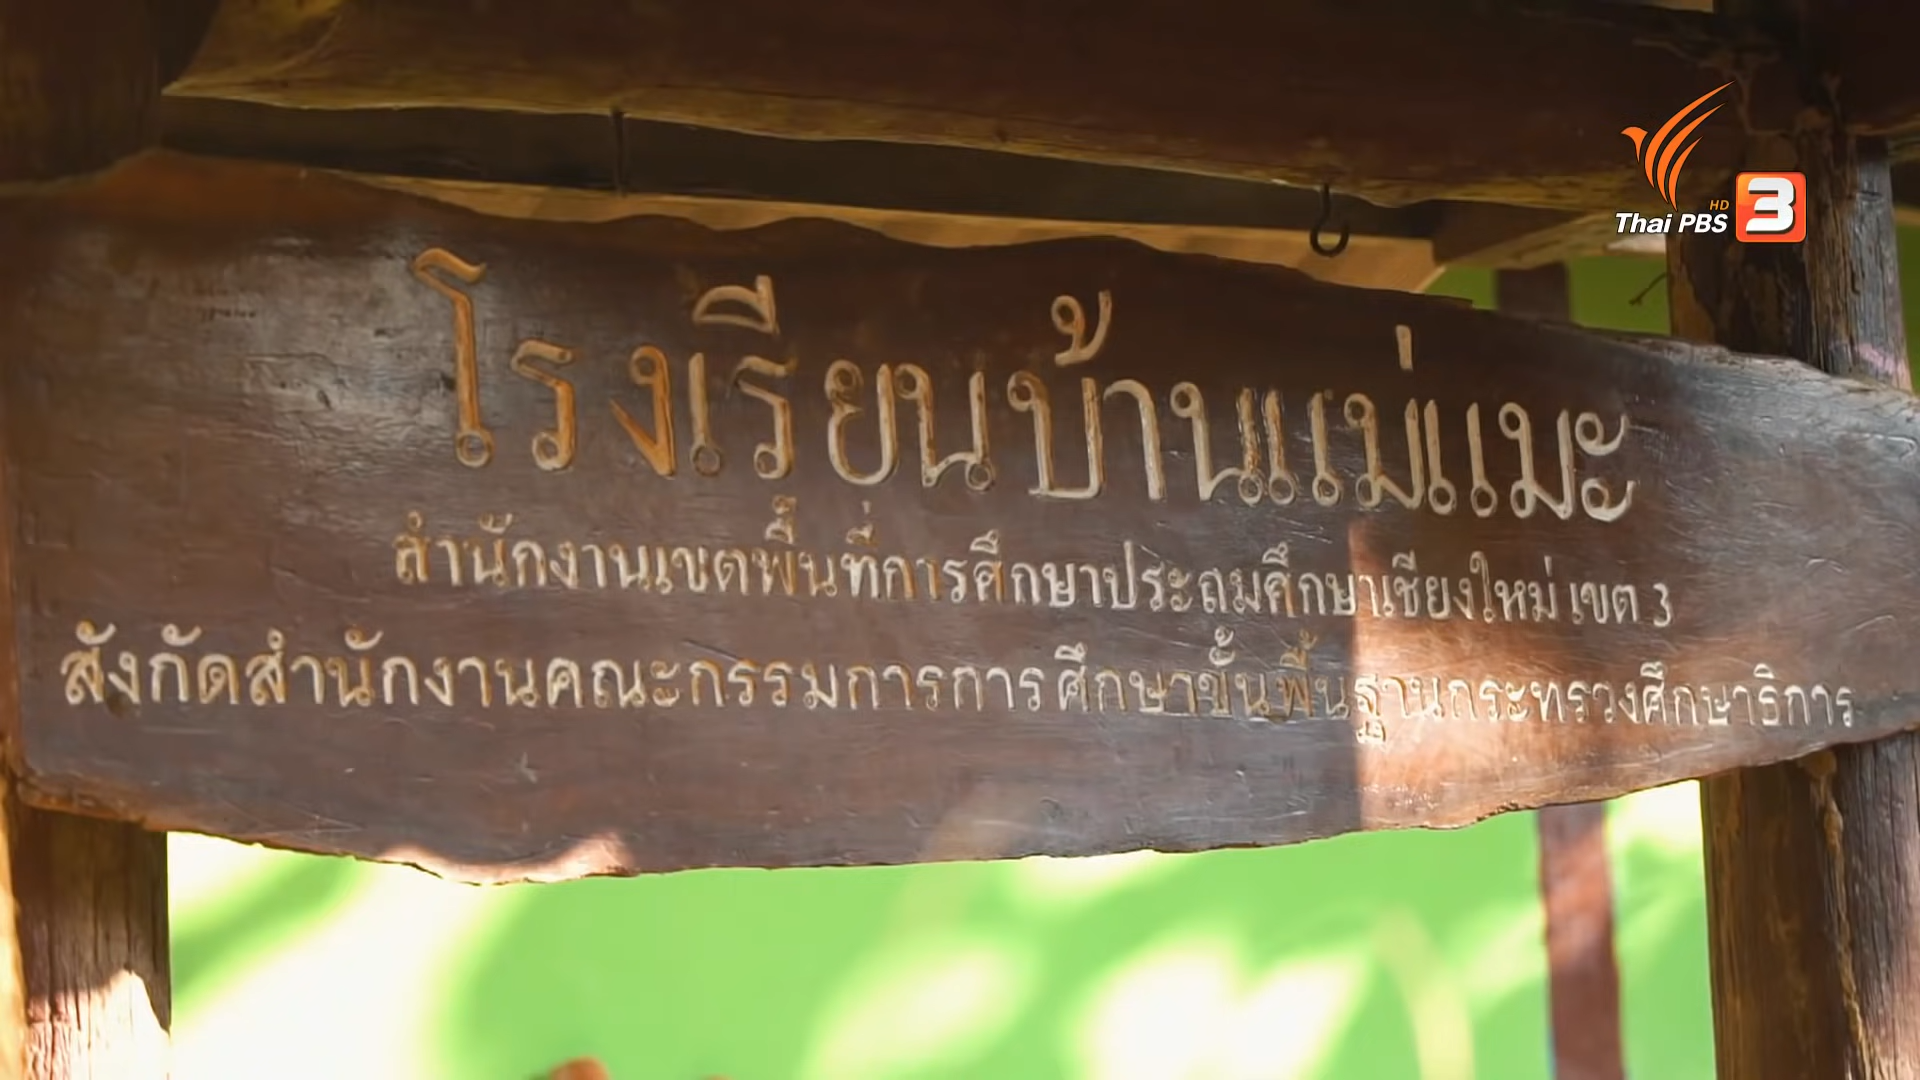 HD
Thai PBS 3
โรงเรียนบ้านแม่แมะ
สำนักงานเขตพื้นที่การศึกษาประถมศึกษาเชียงใหม่ เขต 3
สังกัดสำนักงานคณะกรรมการการศึกษาขั้นพื้นฐานกระทรวงศึกษาธิการ